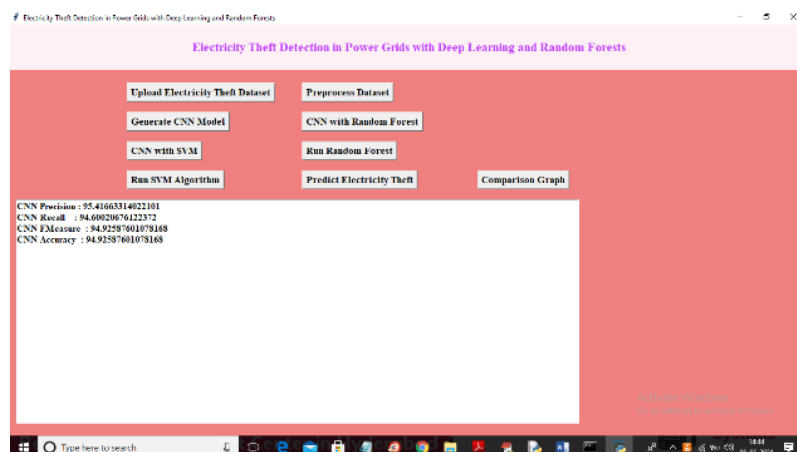 Electricity Theft Detection in Power Grids with Deep Learning and Random Forests
Electricity Theft Detection in Power Grids with Deep Learning and Random Forests
Upload Electricity Theft Dataset
Preprocess Dataset
Generate CNN Model
CNN with Random Forest
CNN with SVM
Run Random Forest
Run SVM Algorithm
Predict Electricity Theft
Comparison Graph
CNN Precision : 95.41663314022101
CNN Recall : 94.60020676122372
CNN FMeasure : 94.92587601078168
CNN Accuracy : 94.92587601078168
Type here to search
14:44